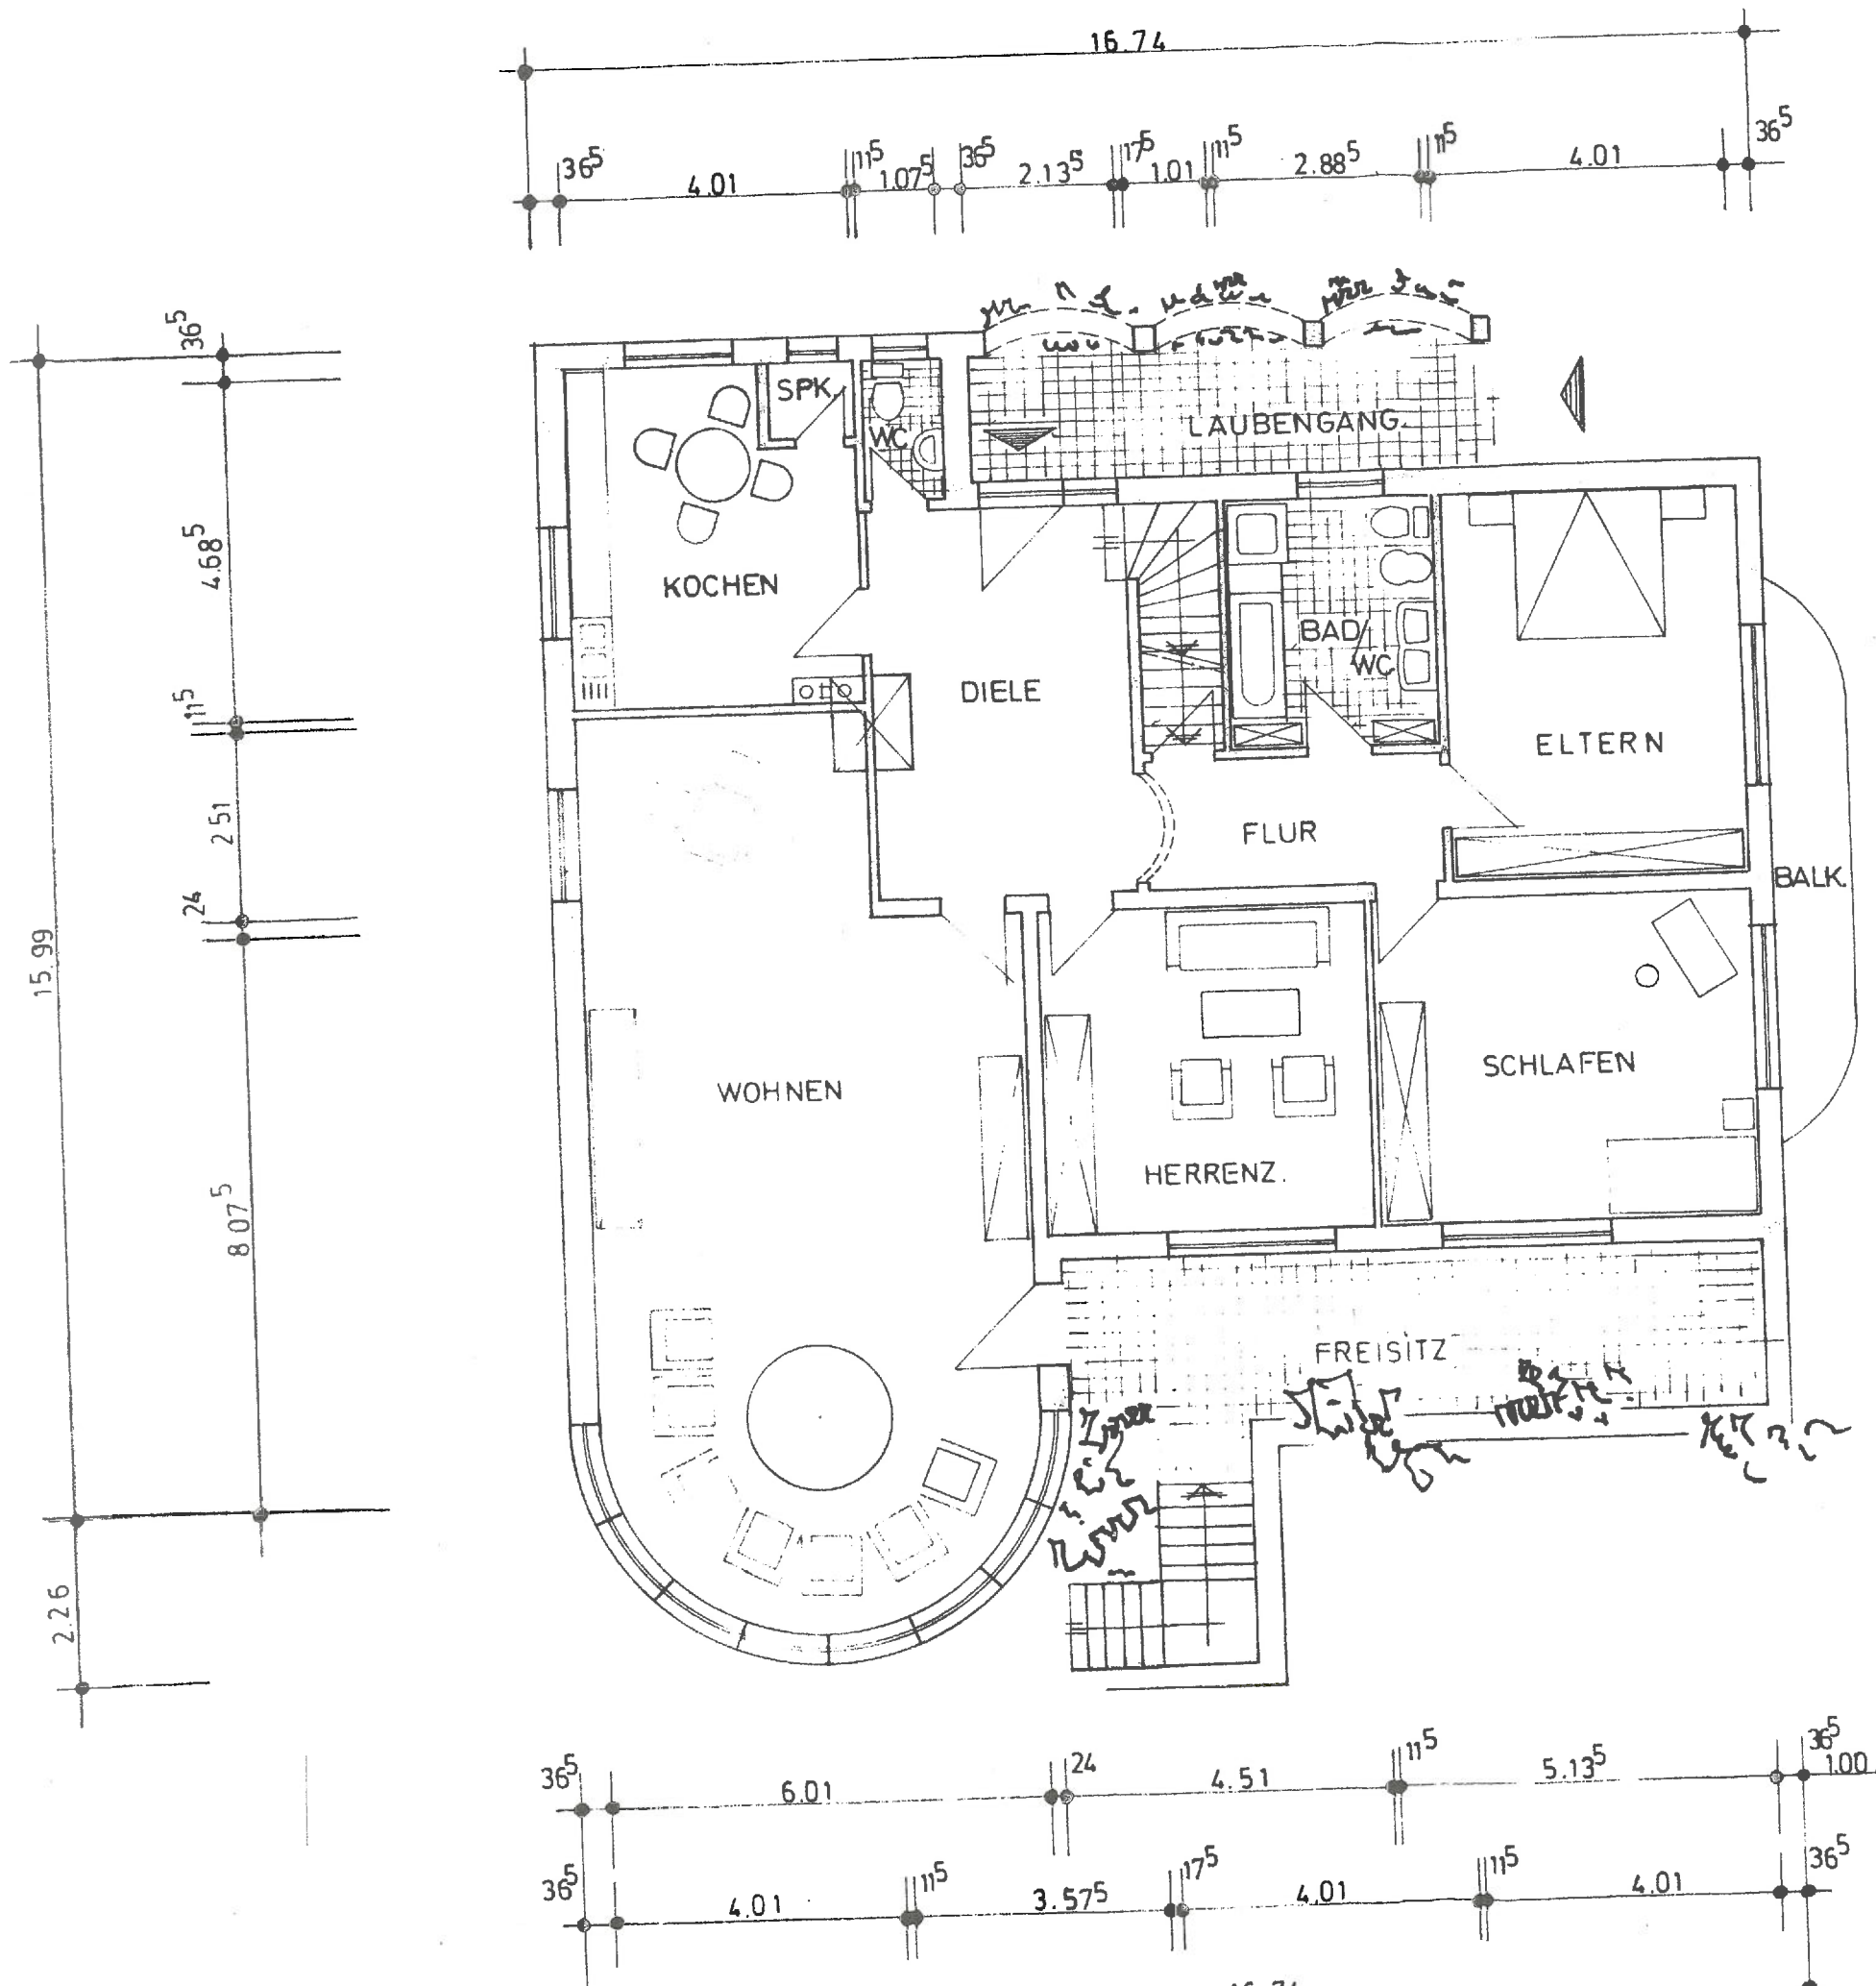 16.74
36⁵ 4.01 11⁵ 1.07⁵ 36⁵ 2.13⁵ 17⁵ 1.01 11⁵ 2.88⁵ 11⁵ 4.01 36⁵
36⁵
4.68⁵
11⁵
2 51
24
8 07⁵
15.99
2.26
SPK.
WC
LAUBENGANG.
KOCHEN
DIELE
BAD/
WC
ELTERN
FLUR
BALK.
WOHNEN
SCHLAFEN
HERRENZ.
FREISITZ
36⁵ 6.01 24 4.51 11⁵ 5.13⁵ 36⁵ 1.00
36⁵ 4.01 11⁵ 3.57⁵ 17⁵ 4.01 11⁵ 4.01 36⁵